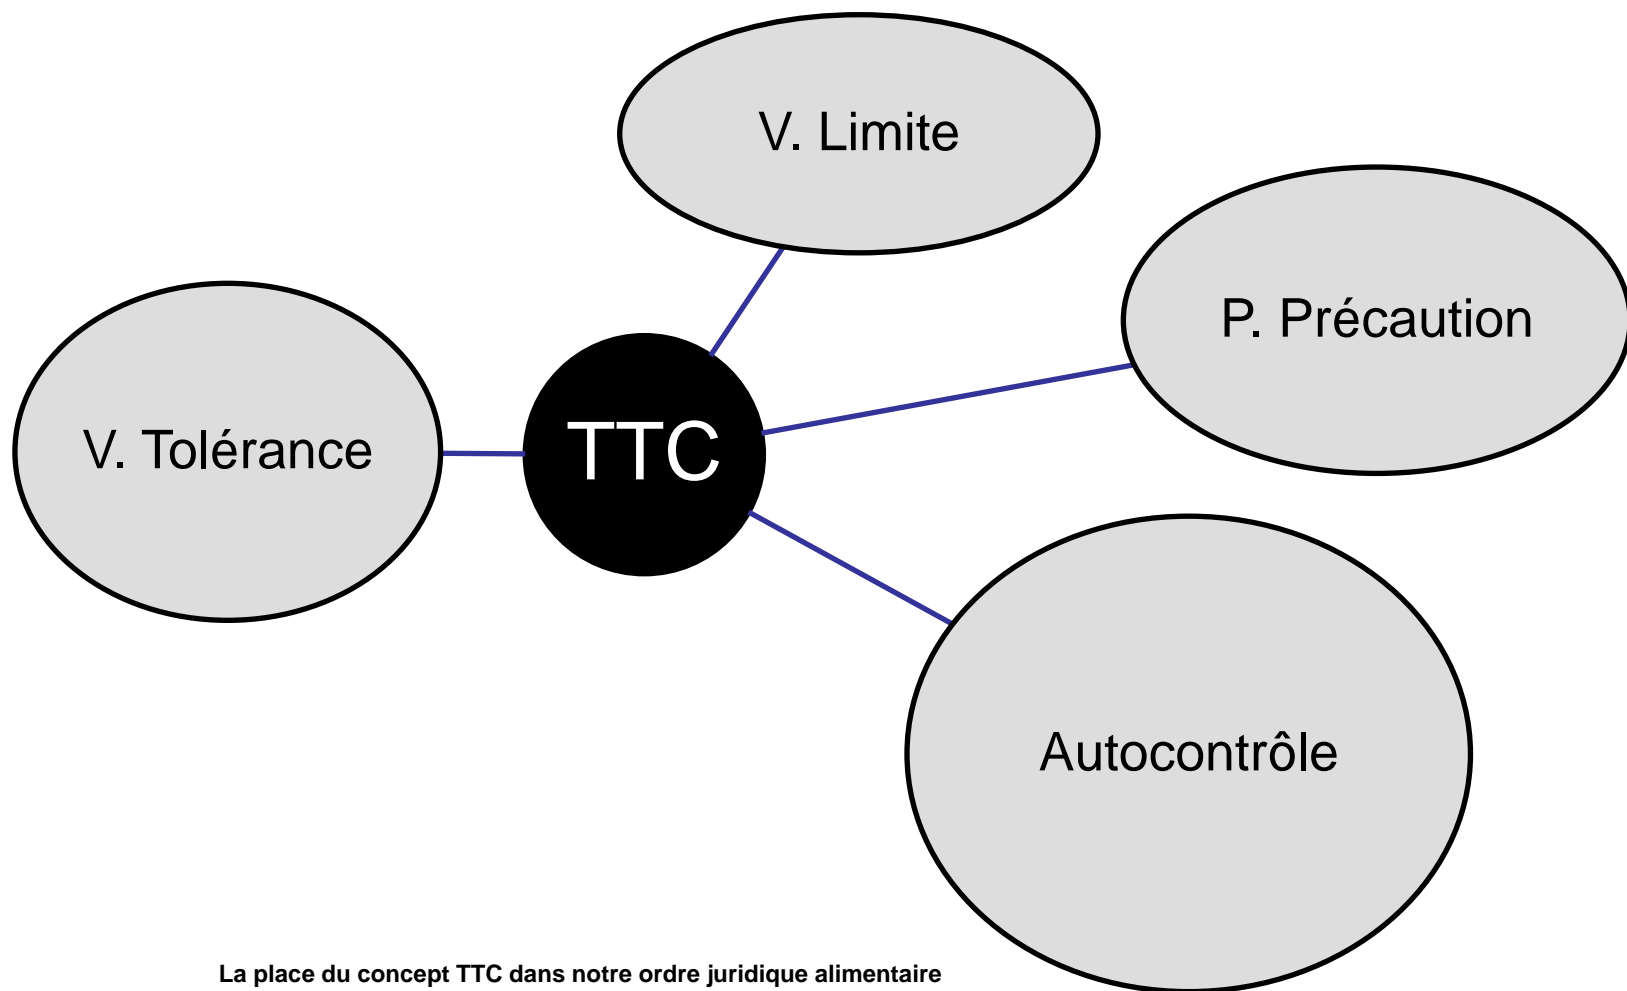 V. Limite
P. Précaution
V. Tolérance
TTC
Autocontrôle
La place du concept TTC dans notre ordre juridique alimentaire